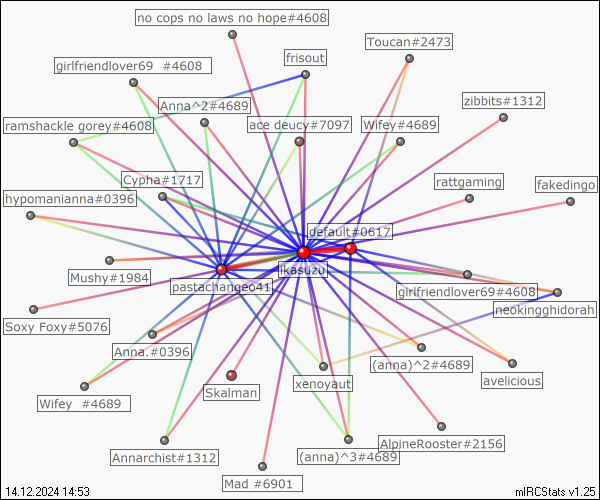 no cops no laws no hope#4608
Toucan#2473
frisout
girlfriendlover69 #4608
Anna^2#4689
zibbits#1312
ramshackle gorey#4608
ace deucy#7097
Wifey#4689
Cypha#1717
rattgaming
fakedingo
hypomanianna#0396
default#0617
Mushy#1984
ikasuzu
pastachangeo41
girlfriendlover69#4608
neokingghidorah
Soxy Foxy#5076
Anna.#0396
(anna)^2#4689
xenoyaut
avelicious
Skalman
Wifey #4689
AlpineRooster#2156
Annarchist#1312
(anna)^3#4689
Mad #6901
14.12.2024 14:53
mIRCStats v1.25